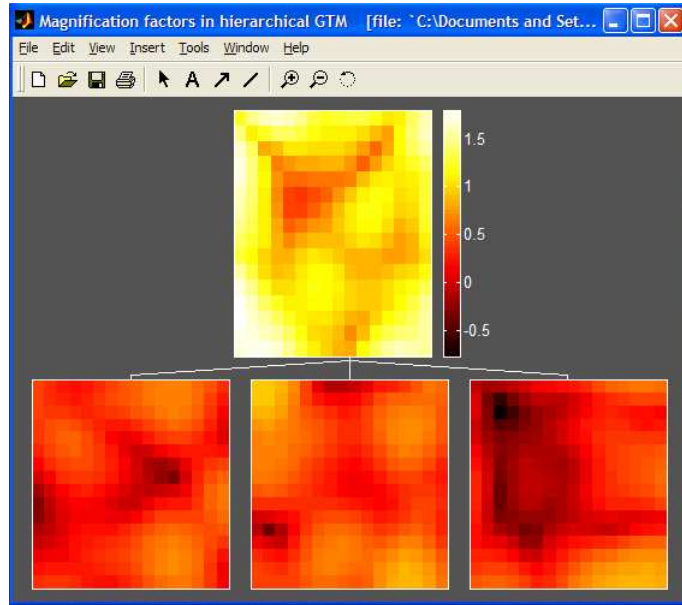 Magnification factors in hierarchical GTM [file: `C:\Documents and Set...
File Edit View Insert Tools Window Help
A
1.5
1
0.5
0
-0.5